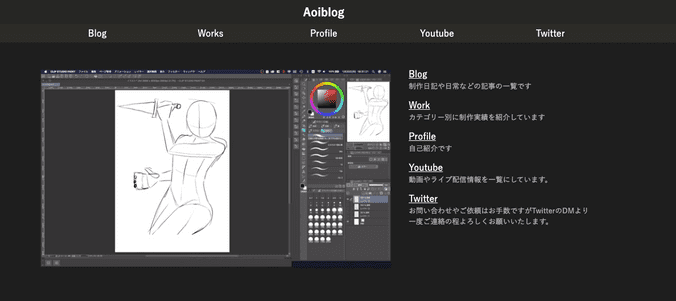 Aoiblog
Blog Works Profile Youtube Twitter
Blog
制作日記や日常などの記事の一覧です
Work
カテゴリー別に制作実績を紹介しています
Profile
自己紹介です
Youtube
動画やライブ配信情報を一覧にしています。
Twitter
お問い合わせやご依頼はお手数ですがTwitterのDMより
一度ご連絡の程よろしくお願いいたします。